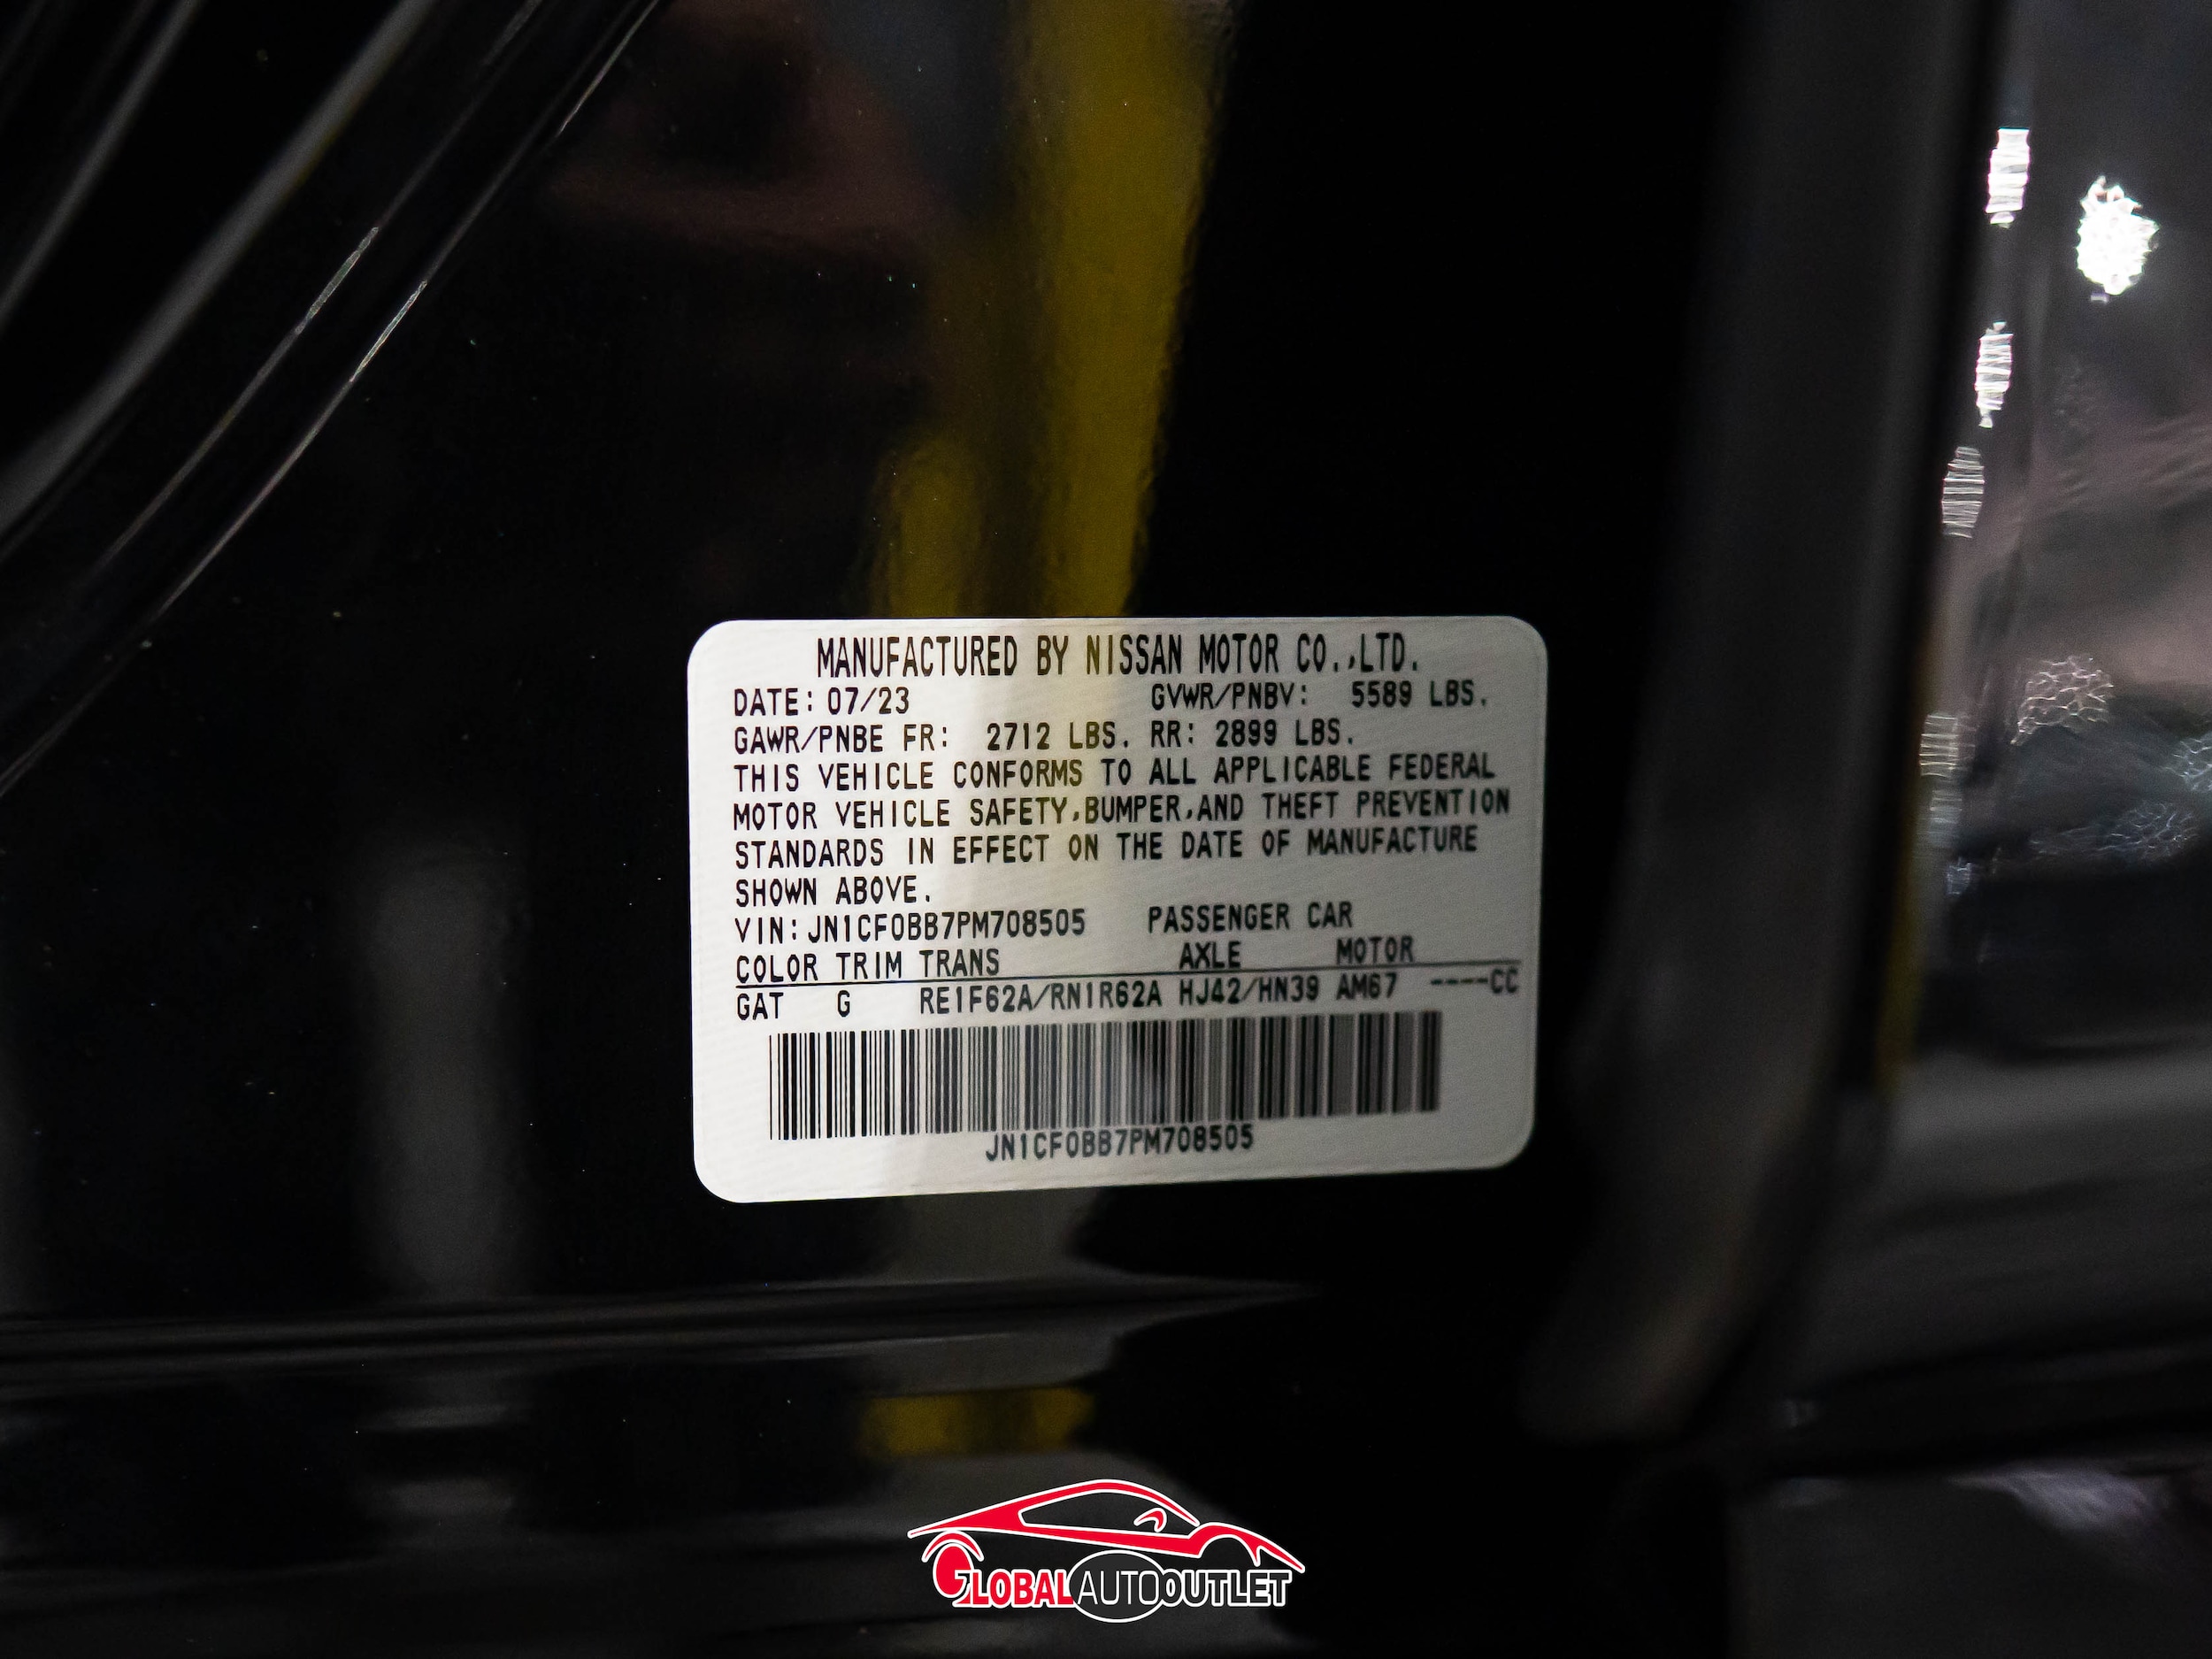 MANUFACTURED BY NISSAN MOTOR CO.,LTD.
DATE: 07/23 GVWR/PNBV: 5589 LBS.
GAWR/PNBE FR: 2712 LBS. RR: 2899 LBS.
THIS VEHICLE CONFORMS TO ALL APPLICABLE FEDERAL
MOTOR VEHICLE SAFETY,BUMPER,AND THEFT PREVENTION
STANDARDS IN EFFECT ON THE DATE OF MANUFACTURE
SHOWN ABOVE.
VIN:JN1CF0BB7PM708505 PASSENGER CAR
COLOR TRIM TRANS AXLE MOTOR
GAT G RE1F62A/RN1R62A HJ42/HN39 AM67 ----CC
JN1CF0BB7PM708505
GLOBALAUTOOUTLET